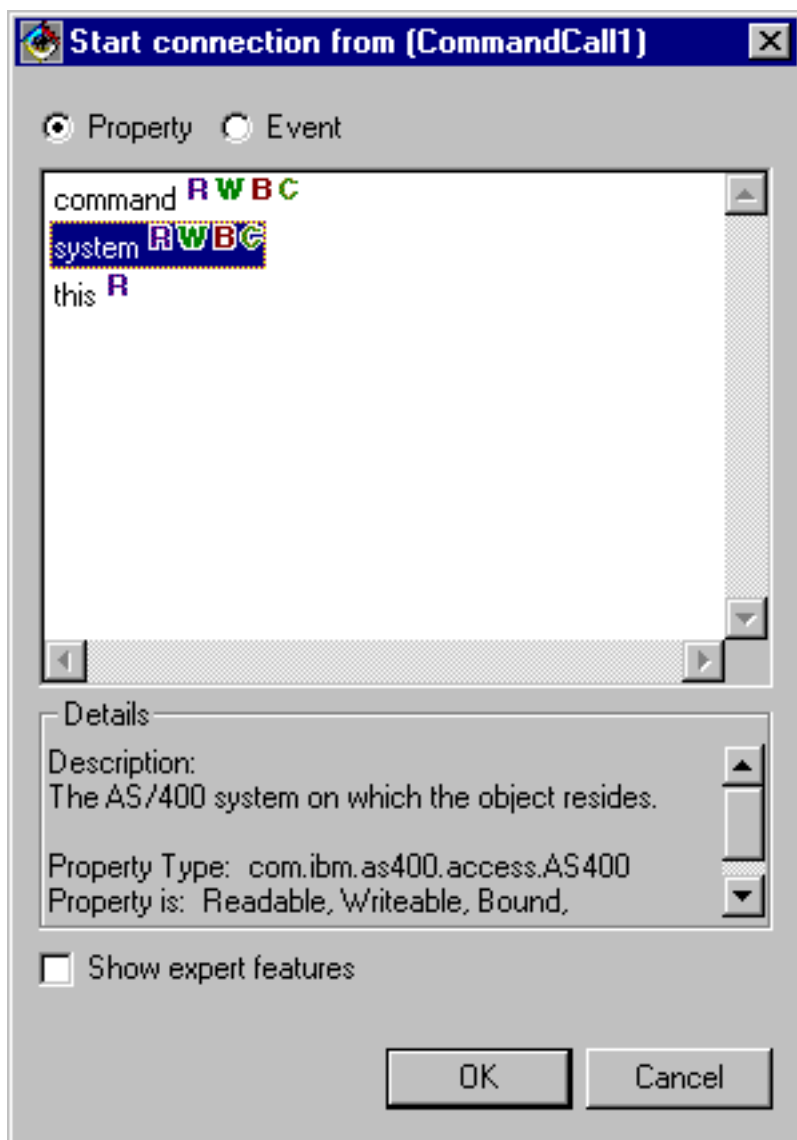 Start connection from (CommandCall1)
Property Event
command R W B C
system R W B C
this R
Details
Description:
The AS/400 system on which the object resides.
Property Type: com.ibm.as400.access.AS400
Property is: Readable, Writeable, Bound,
Show expert features
OK Cancel